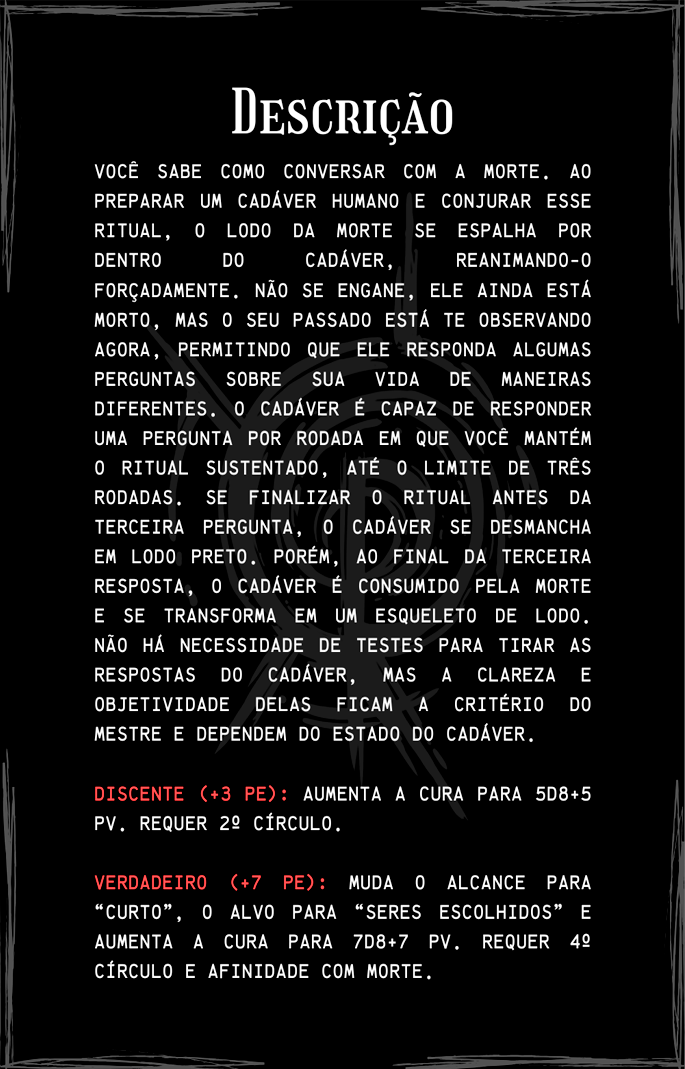 Descrição
VOCÊ SABE COMO CONVERSAR COM A MORTE. AO
PREPARAR UM CADÁVER HUMANO E CONJURAR ESSE
RITUAL, O LODO DA MORTE SE ESPALHA POR
DENTRO DO CADÁVER, REANIMANDO-O
FORÇADAMENTE. NÃO SE ENGANE, ELE AINDA ESTÁ
MORTO, MAS O SEU PASSADO ESTÁ TE OBSERVANDO
AGORA, PERMITINDO QUE ELE RESPONDA ALGUMAS
PERGUNTAS SOBRE SUA VIDA DE MANEIRAS
DIFERENTES. O CADÁVER É CAPAZ DE RESPONDER
UMA PERGUNTA POR RODADA EM QUE VOCÊ MANTÉM
O RITUAL SUSTENTADO, ATÉ O LIMITE DE TRÊS
RODADAS. SE FINALIZAR O RITUAL ANTES DA
TERCEIRA PERGUNTA, O CADÁVER SE DESMANCHA
EM LODO PRETO. PORÉM, AO FINAL DA TERCEIRA
RESPOSTA, O CADÁVER É CONSUMIDO PELA MORTE
E SE TRANSFORMA EM UM ESQUELETO DE LODO.
NÃO HÁ NECESSIDADE DE TESTES PARA TIRAR AS
RESPOSTAS DO CADÁVER, MAS A CLAREZA E
OBJETIVIDADE DELAS FICAM A CRITÉRIO DO
MESTRE E DEPENDEM DO ESTADO DO CADÁVER.
DISCENTE (+3 PE): AUMENTA A CURA PARA 5D8+5
PV. REQUER 2º CÍRCULO.
VERDADEIRO (+7 PE): MUDA O ALCANCE PARA
“CURTO”, O ALVO PARA “SERES ESCOLHIDOS” E
AUMENTA A CURA PARA 7D8+7 PV. REQUER 4º
CÍRCULO E AFINIDADE COM MORTE.